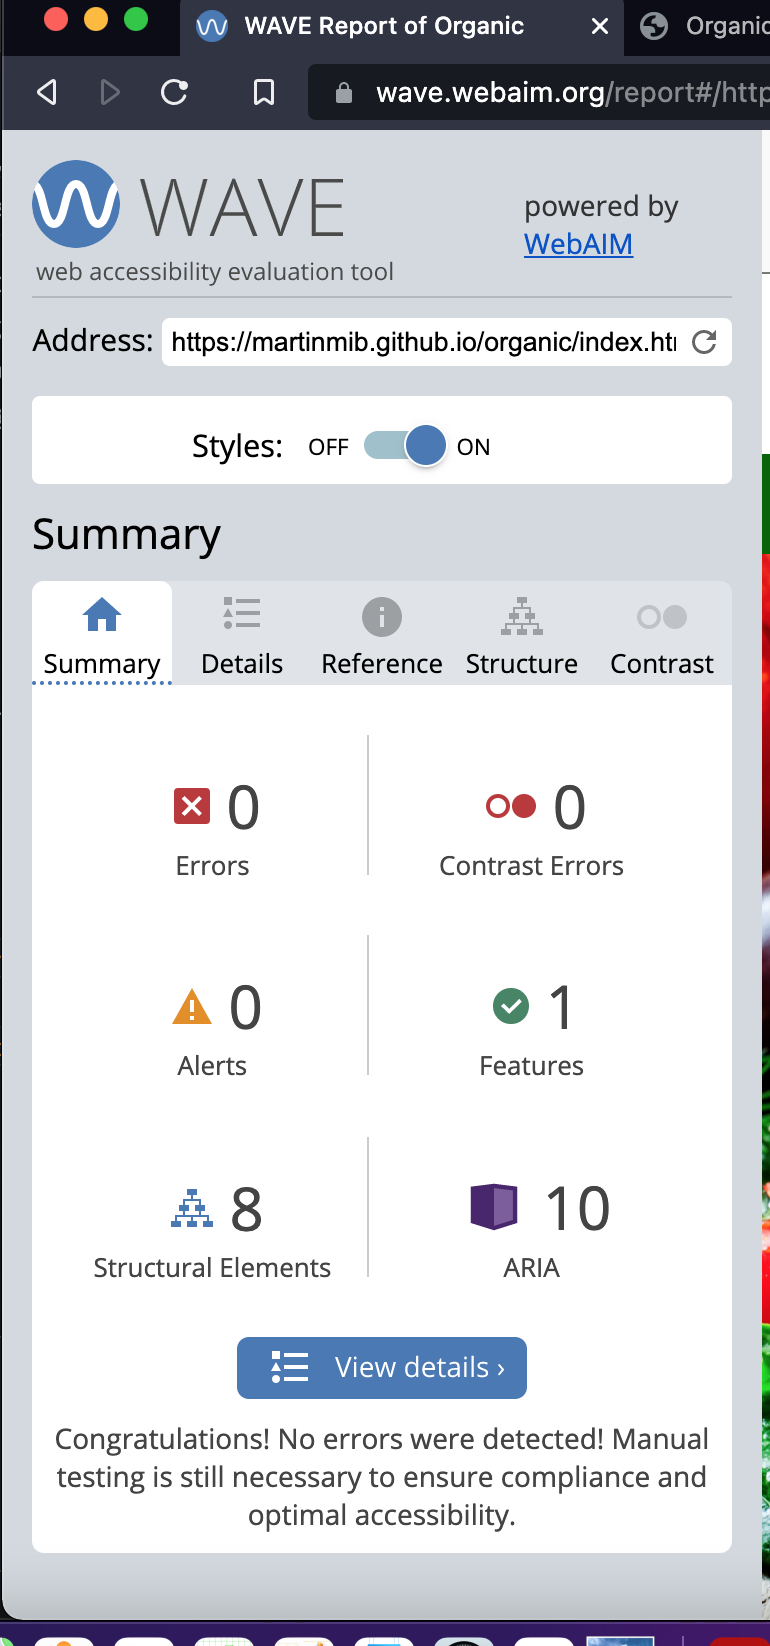 WAVE Report of Organic
Organic
wave.webaim.org/report#/http
WAVE
powered by
WebAIM
web accessibility evaluation tool
Address: https://martinmib.github.io/organic/index.htm
Styles: OFF ON
Summary
Summary Details Reference Structure Contrast
0 0
Errors Contrast Errors
0 1
Alerts Features
8 10
Structural Elements ARIA
View details ›
Congratulations! No errors were detected! Manual
testing is still necessary to ensure compliance and
optimal accessibility.